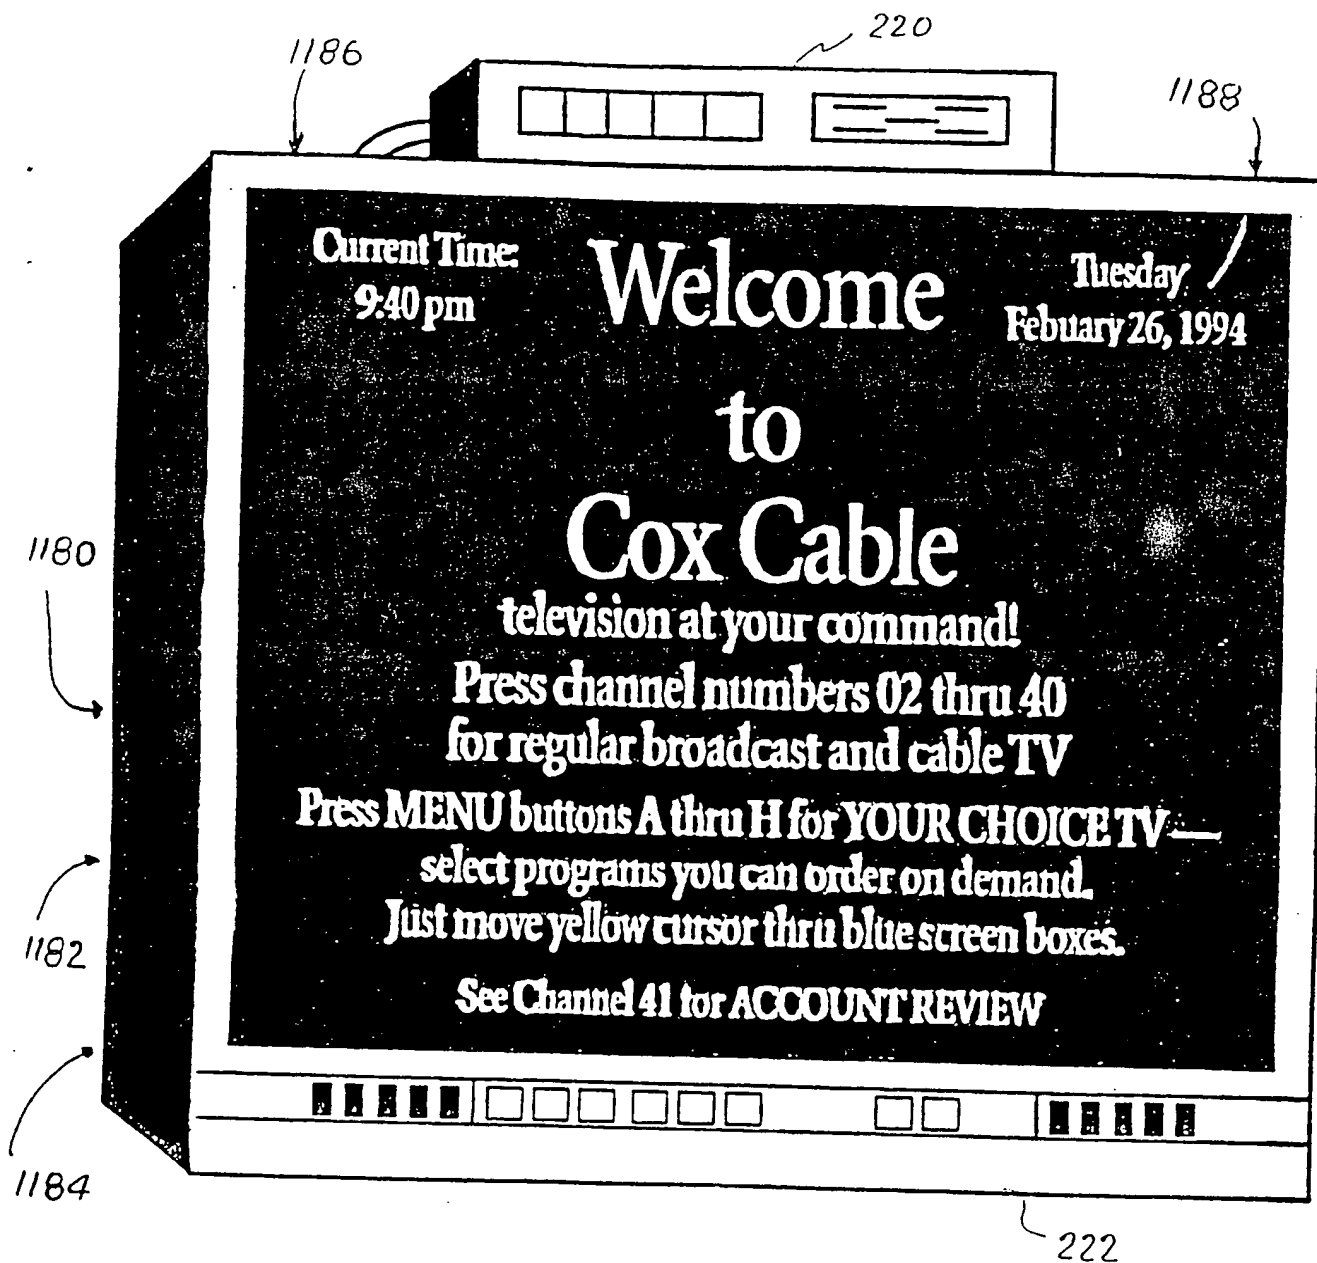 220
1186
1188
Current Time:
9:40 pm
Welcome
Tuesday
Febuary 26, 1994
to
Cox Cable
television at your command!
1180
Press channel numbers 02 thru 40
for regular broadcast and cable TV
Press MENU buttons A thru H for YOUR CHOICE TV—
select programs you can order on demand.
1182
Just move yellow cursor thru blue screen boxes.
See Channel 41 for ACCOUNT REVIEW
1184
222